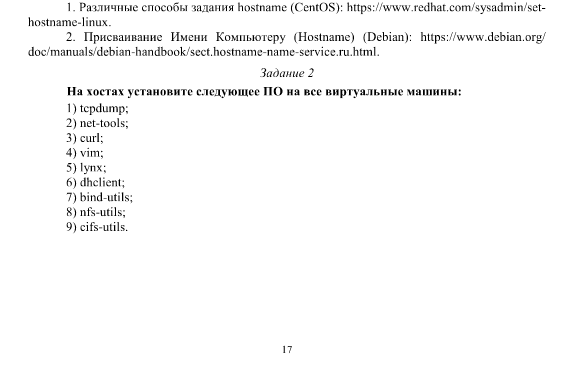 1. Различные способы задания hostname (CentOS): https://www.redhat.com/sysadmin/set-
hostname-linux.
2. Присваивание Имени Компьютеру (Hostname) (Debian): https://www.debian.org/
doc/manuals/debian-handbook/sect.hostname-name-service.ru.html.
Задание 2
На хостах установите следующее ПО на все виртуальные машины:
1) tcpdump;
2) net-tools;
3) curl;
4) vim;
5) lynx;
6) dhclient;
7) bind-utils;
8) nfs-utils;
9) cifs-utils.
17